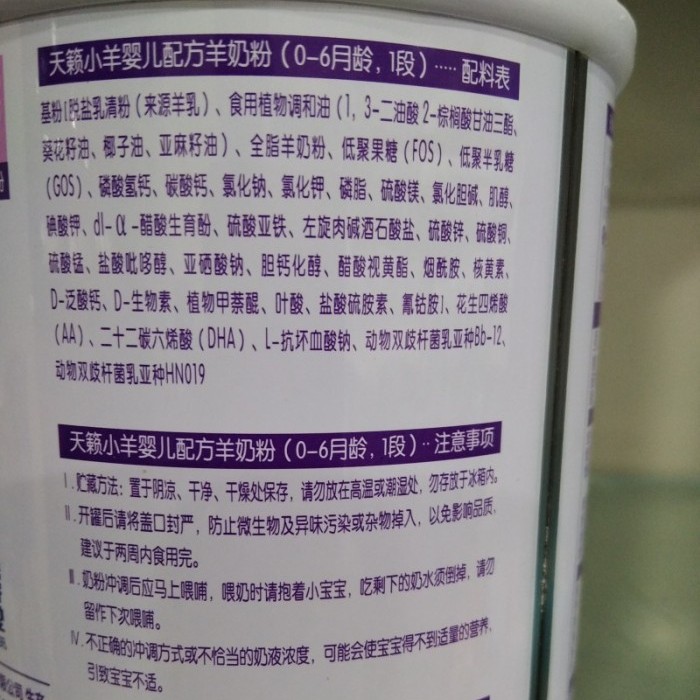 天籁小羊婴儿配方羊奶粉（0-6月龄，1段）····· 配料表
基粉[脱盐乳清粉（来源羊乳）、食用植物调和油（1，3-二油酸 2-棕榈酸甘油三酯、
葵花籽油、椰子油、亚麻籽油）、全脂羊奶粉、低聚果糖（FOS）、低聚半乳糖
（GOS）、磷酸氢钙、碳酸钙、氯化钠、氯化钾、磷脂、硫酸镁、氯化胆碱、肌醇、
碘酸钾、dl-α-醋酸生育酚、硫酸亚铁、左旋肉碱酒石酸盐、硫酸锌、硫酸铜、
硫酸锰、盐酸吡哆醇、亚硒酸钠、胆钙化醇、醋酸视黄酯、烟酰胺、核黄素、
D-泛酸钙、D-生物素、植物甲萘醌、叶酸、盐酸硫胺素、氰钴胺]、花生四烯酸
（AA）、二十二碳六烯酸（DHA）、L-抗坏血酸钠、动物双歧杆菌乳亚种Bb-12、
动物双歧杆菌乳亚种HN019
天籁小羊婴儿配方羊奶粉（0-6月龄，1段）·· 注意事项
Ⅰ.贮藏方法：置于阴凉、干净、干燥处保存，请勿放在高温或潮湿处，勿存放于冰箱内。
Ⅱ.开罐后请将盖口封严，防止微生物及异味污染或杂物掉入，以免影响品质，
建议于两周内食用完。
Ⅲ.奶粉冲调后应马上喂哺，喂奶时请抱着小宝宝，吃剩下的奶水须倒掉，请勿
留作下次喂哺。
Ⅳ.不正确的冲调方式或不恰当的奶液浓度，可能会使宝宝得不到适量的营养，
引致宝宝不适。